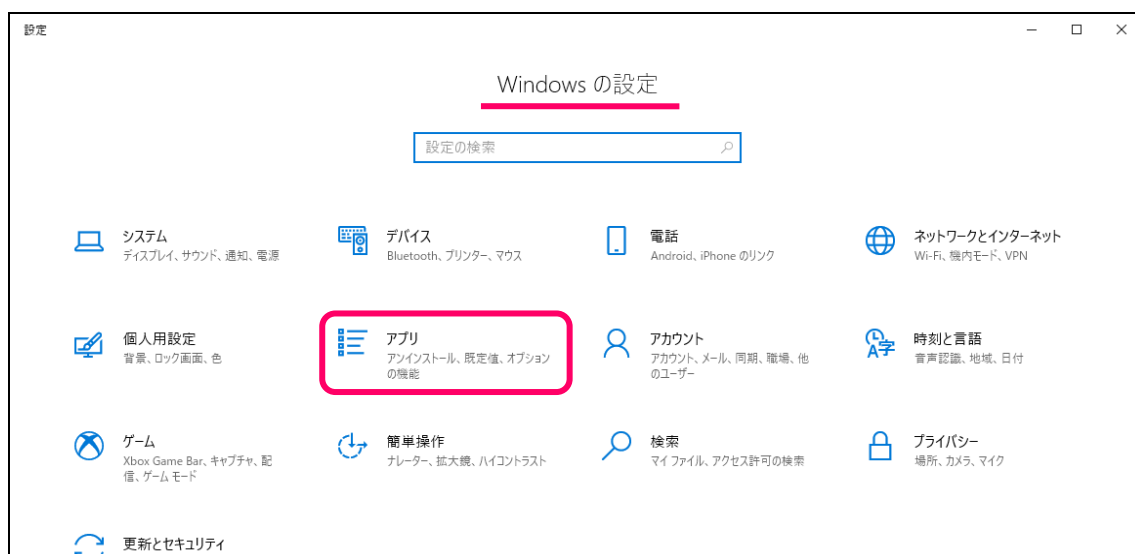 設定
Windows の設定
設定の検索
システム
ディスプレイ、サウンド、通知、電源
デバイス
Bluetooth、プリンター、マウス
電話
Android、iPhone のリンク
ネットワークとインターネット
Wi-Fi、機内モード、VPN
個人用設定
背景、ロック画面、色
アプリ
アンインストール、既定値、オプション
の機能
アカウント
アカウント、メール、同期、職場、他
のユーザー
時刻と言語
音声認識、地域、日付
ゲーム
Xbox Game Bar、キャプチャ、配
信、ゲーム モード
簡単操作
ナレーター、拡大鏡、ハイコントラスト
検索
マイ ファイル、アクセス許可の検索
プライバシー
場所、カメラ、マイク
更新とセキュリティ